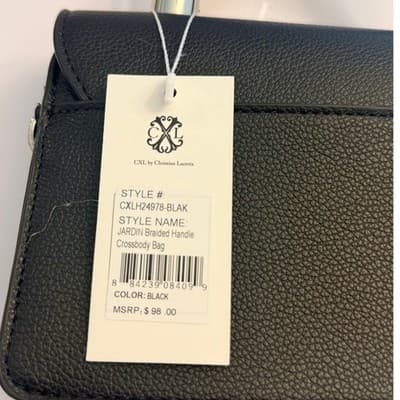 CXL
CXL by Christian Lacroix
STYLE #
CXLH24978-BLAK
STYLE NAME:
JARDIN Braided Handle
Crossbody Bag
8 84239 08409 9
COLOR: BLACK
MSRP: $ 98 .00